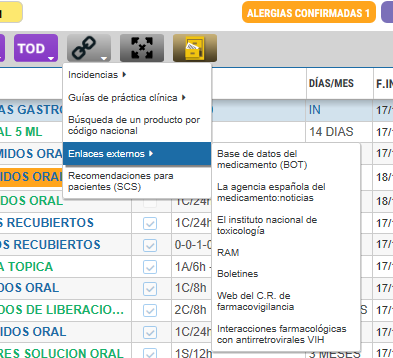 ALERGIAS CONFIRMADAS 1
TOD
Incidencias
Guías de práctica clínica
Búsqueda de un producto por
código nacional
Enlaces externos
Recomendaciones para
pacientes (SCS)
Base de datos del
medicamento (BOT)
La agencia española del
medicamento:noticias
El instituto nacional de
toxicología
RAM
Boletines
Web del C.R. de
farmacovigilancia
Interacciones farmacológicas
con antirretrovirales VIH
DÍAS/MES
F.IN
AS GASTRO
IN
17/
AL 5 ML
14 DIAS
17/
MIDOS ORAL
17/
IDOS ORAL
18/
DOS ORAL
1C/24h
18/
S RECUBIERTOS
1C/24
17/
OS RECUBIERTOS
0-0-1-0
17/
A TOPICA
1A/6h
17/
DOS ORAL
1C/8h
17/
DOS DE LIBERACIO...
2C/8h
17/
DOS ORAL
1C/24h
17/
RES SOLUCION ORAL
1S/12h
3 MESES
17/